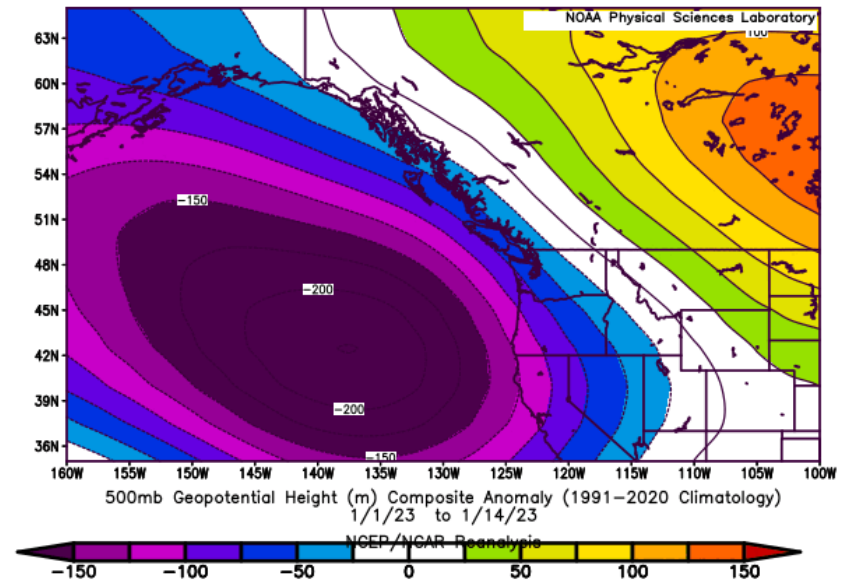 NOAA Physical Sciences Laboratory
100
63N
60N
57N
54N
51N
48N
45N
42N
39N
36N
-150
-200
-200
-150
160W 155W 150W 145W 140W 135W 130W 125W 120W 115W 110W 105W 100W
500mb Geopotential Height (m) Composite Anomaly (1991-2020 Climatology)
1/1/23 to 1/14/23
NCEP/NCAR Reanalysis
-150 -100 -50 0 50 100 150